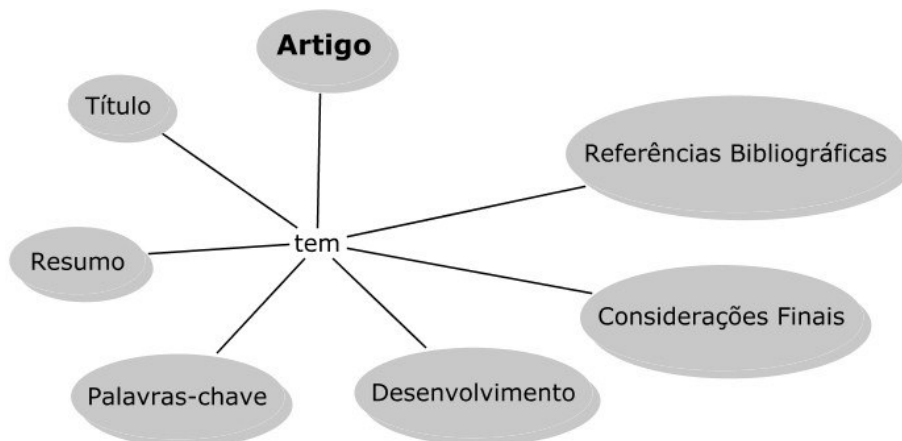 Artigo
Título
Referências Bibliográficas
tem
Resumo
Considerações Finais
Palavras-chave
Desenvolvimento